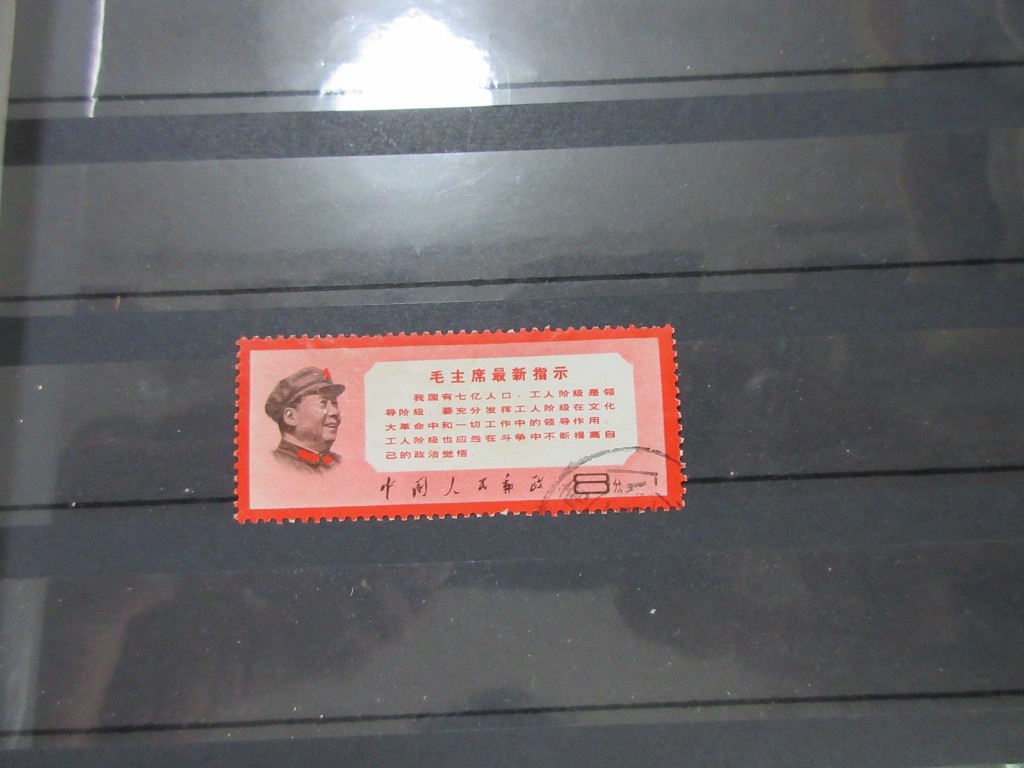 毛主席最新指示
我国有七亿人口，工人阶级是领
导阶级．要充分发挥工人阶级在文化
大革命中和一切工作中的领导作用．
工人阶级也应当在斗争中不断提高自
己的政治觉悟．
中国人民邮政 8分